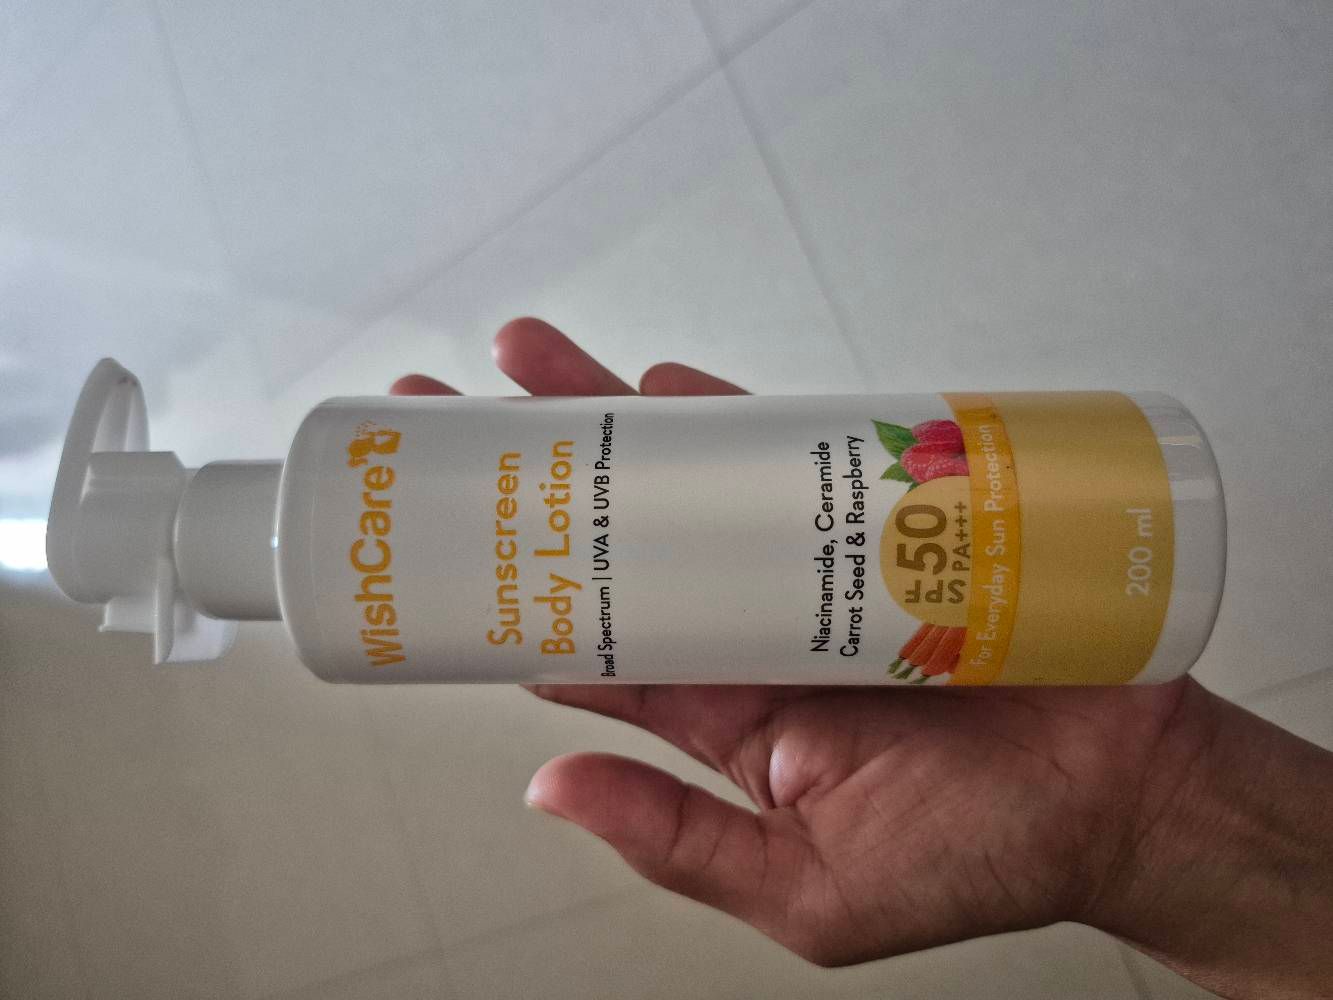 WishCare
Sunscreen
Body Lotion
Broad Spectrum | UVA & UVB Protection
Niacinamide, Ceramide
Carrot Seed & Raspberry
SPF
50
PA+++
For Everyday Sun Protection
200 ml